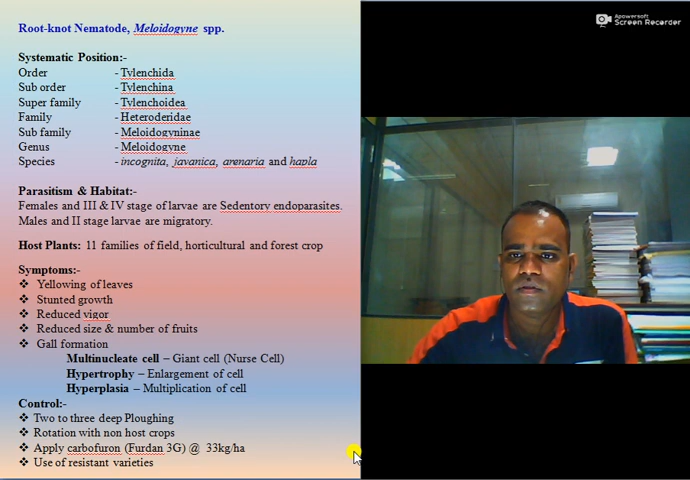 Root-knot Nematode, Meloidogyne spp.
Systematic Position:-
Order - Tvlenchida
Sub order - Tvlenchina
Super family - Tvlenchoidea
Family - Heteroderidae
Sub family - Meloidogyninae
Genus - Meloidogyne
Species - incognita, javanica, arenaria and hapla
Parasitism & Habitat:-
Females and III & IV stage of larvae are Sedentory endoparasites.
Males and II stage larvae are migratory.
Host Plants: 11 families of field, horticultural and forest crop
Symptoms:-
❖ Yellowing of leaves
❖ Stunted growth
❖ Reduced vigor
❖ Reduced size & number of fruits
❖ Gall formation
Multinucleate cell – Giant cell (Nurse Cell)
Hypertrophy – Enlargement of cell
Hyperplasia – Multiplication of cell
Control:-
❖ Two to three deep Ploughing
❖ Rotation with non host crops
❖ Apply carbofuron (Furdan 3G) @ 33kg/ha
❖ Use of resistant varieties
Apowersoft
Screen Recorder